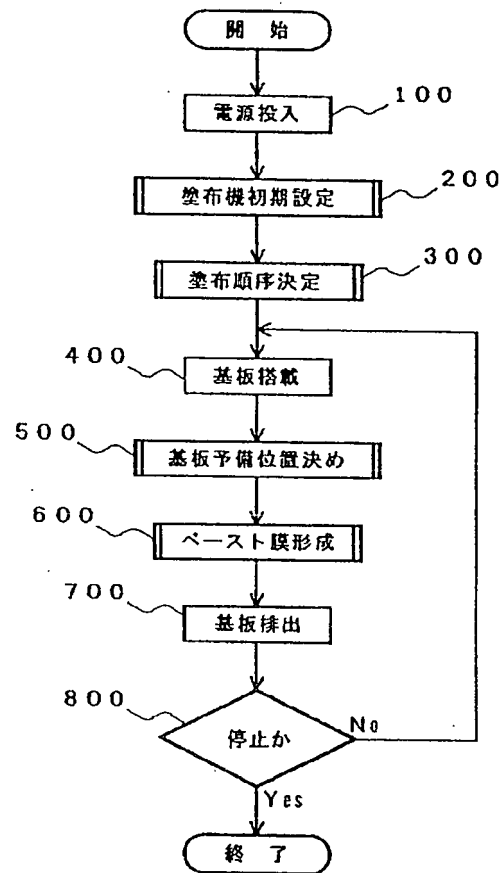 開 始
電源投入
100
塗布機初期設定
200
塗布順序決定
300
400
基板搭載
500
基板予備位置決め
600
ペースト膜形成
700
基板排出
800
停止か
No
Yes
終 了